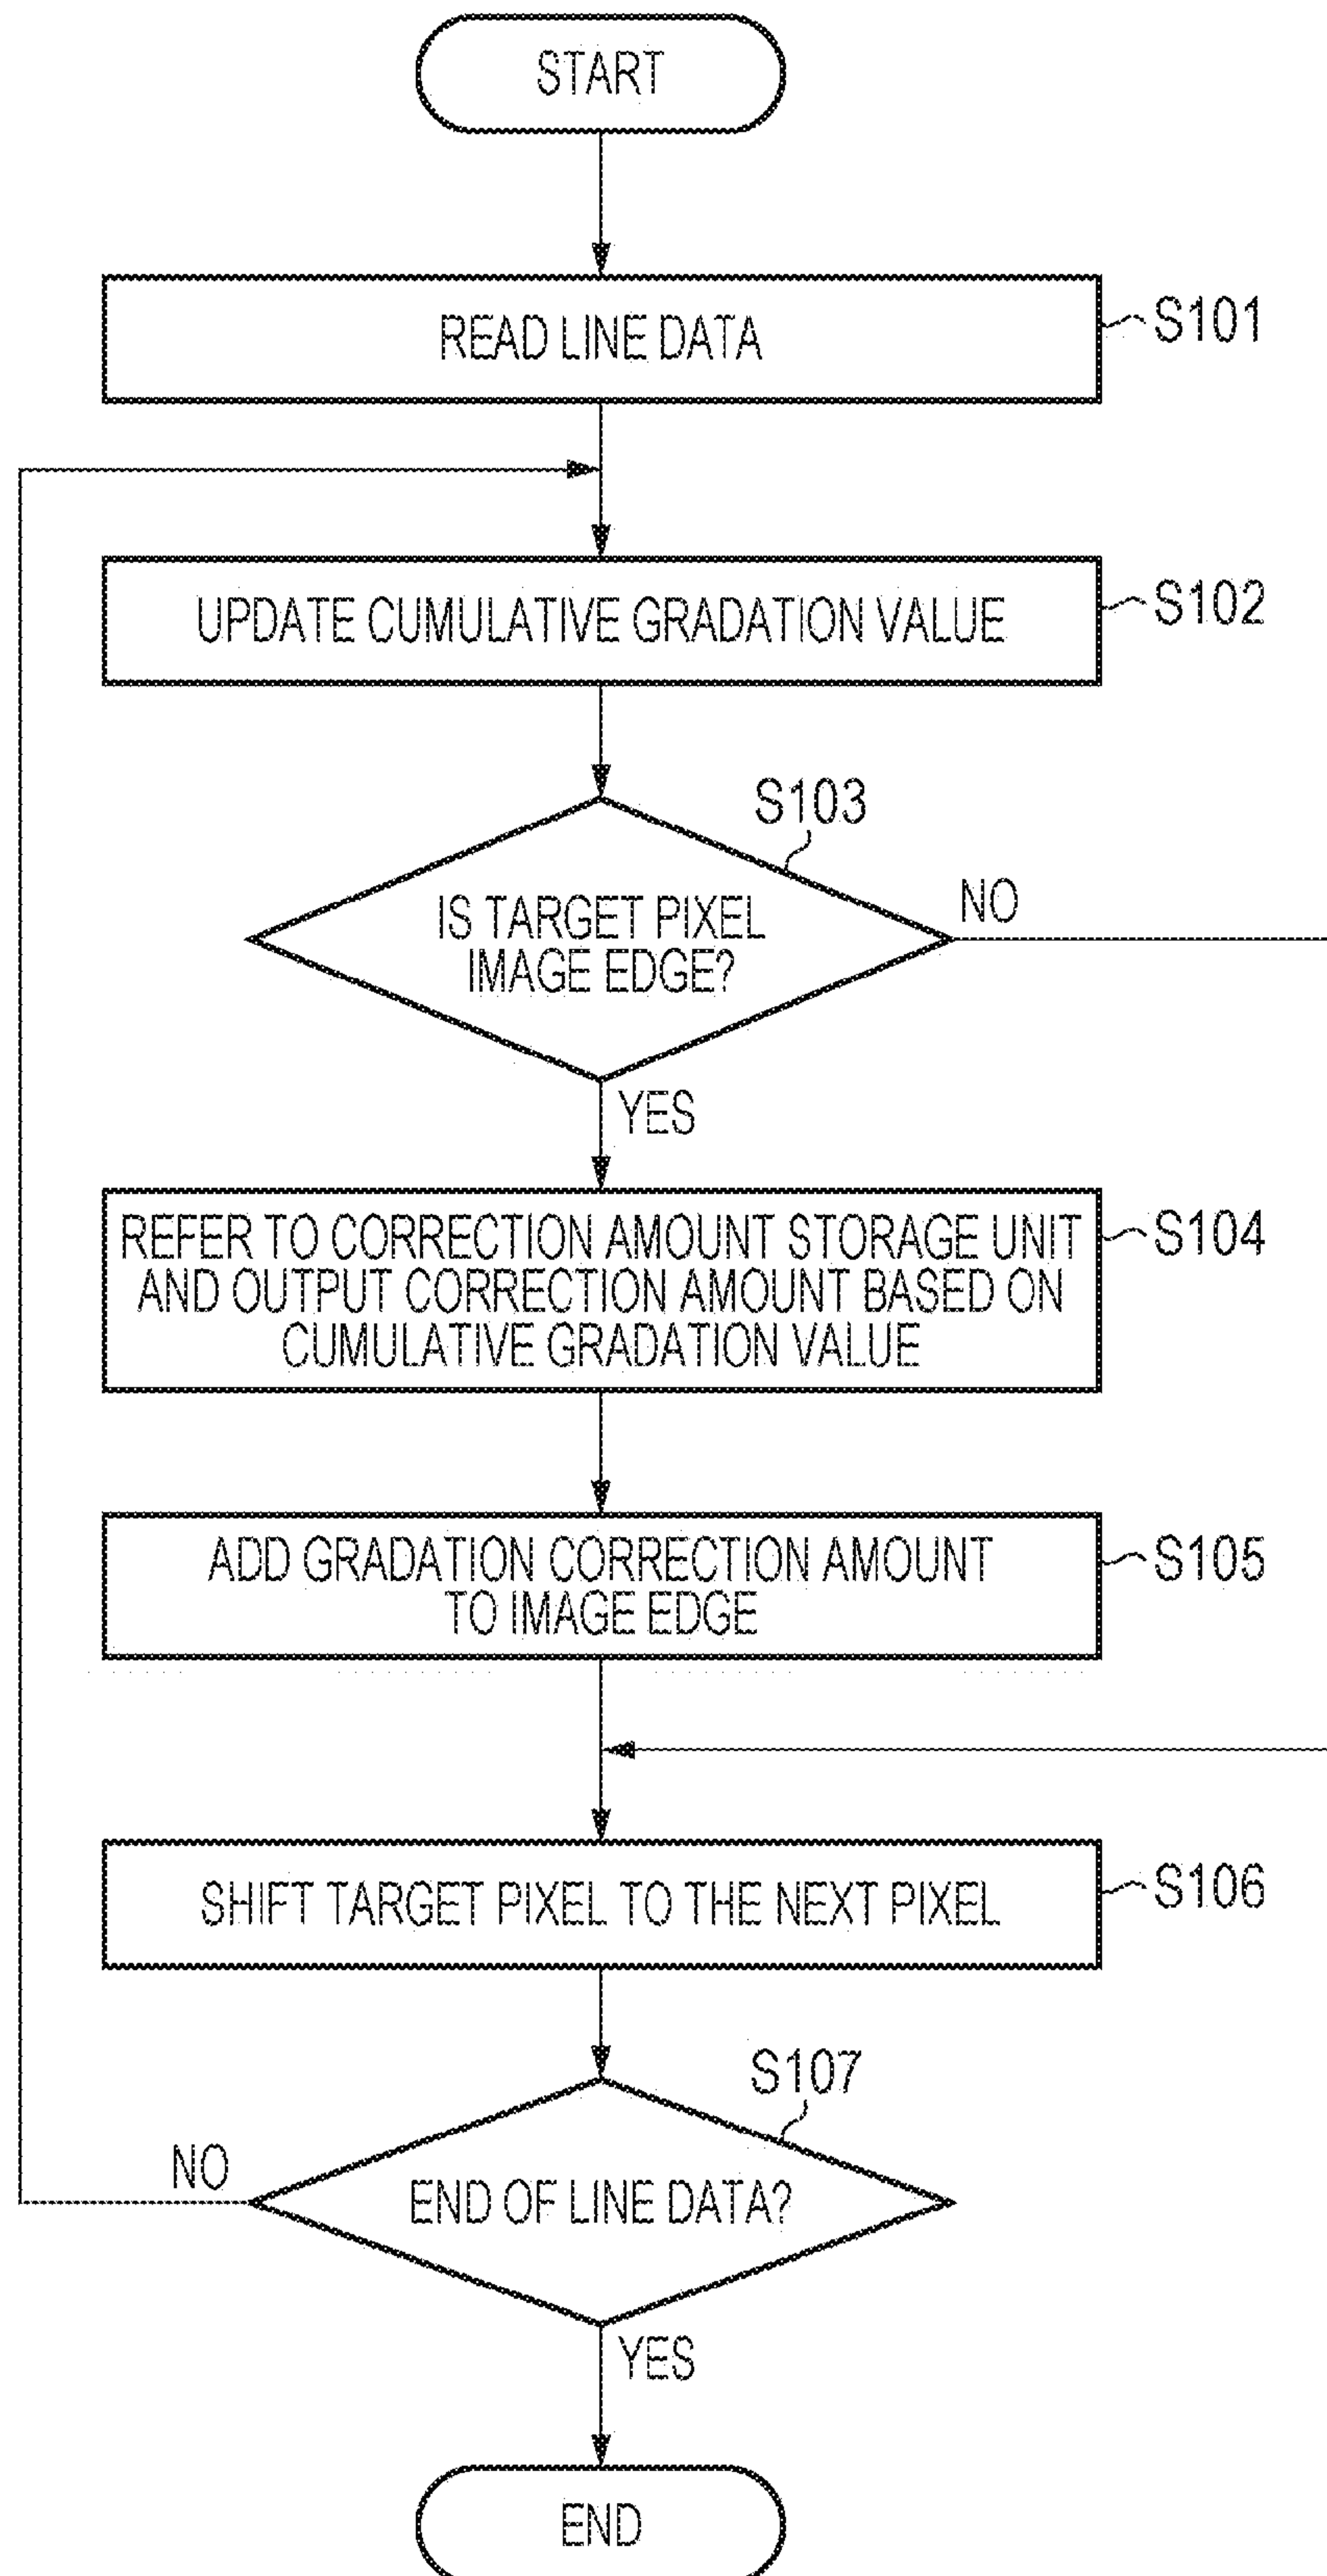 START
READ LINE DATA
S101
UPDATE CUMULATIVE GRADATION VALUE
S102
S103
IS TARGET PIXEL
IMAGE EDGE?
NO
YES
REFER TO CORRECTION AMOUNT STORAGE UNIT
AND OUTPUT CORRECTION AMOUNT BASED ON
CUMULATIVE GRADATION VALUE
S104
ADD GRADATION CORRECTION AMOUNT
TO IMAGE EDGE
S105
SHIFT TARGET PIXEL TO THE NEXT PIXEL
S106
S107
NO
END OF LINE DATA?
YES
END